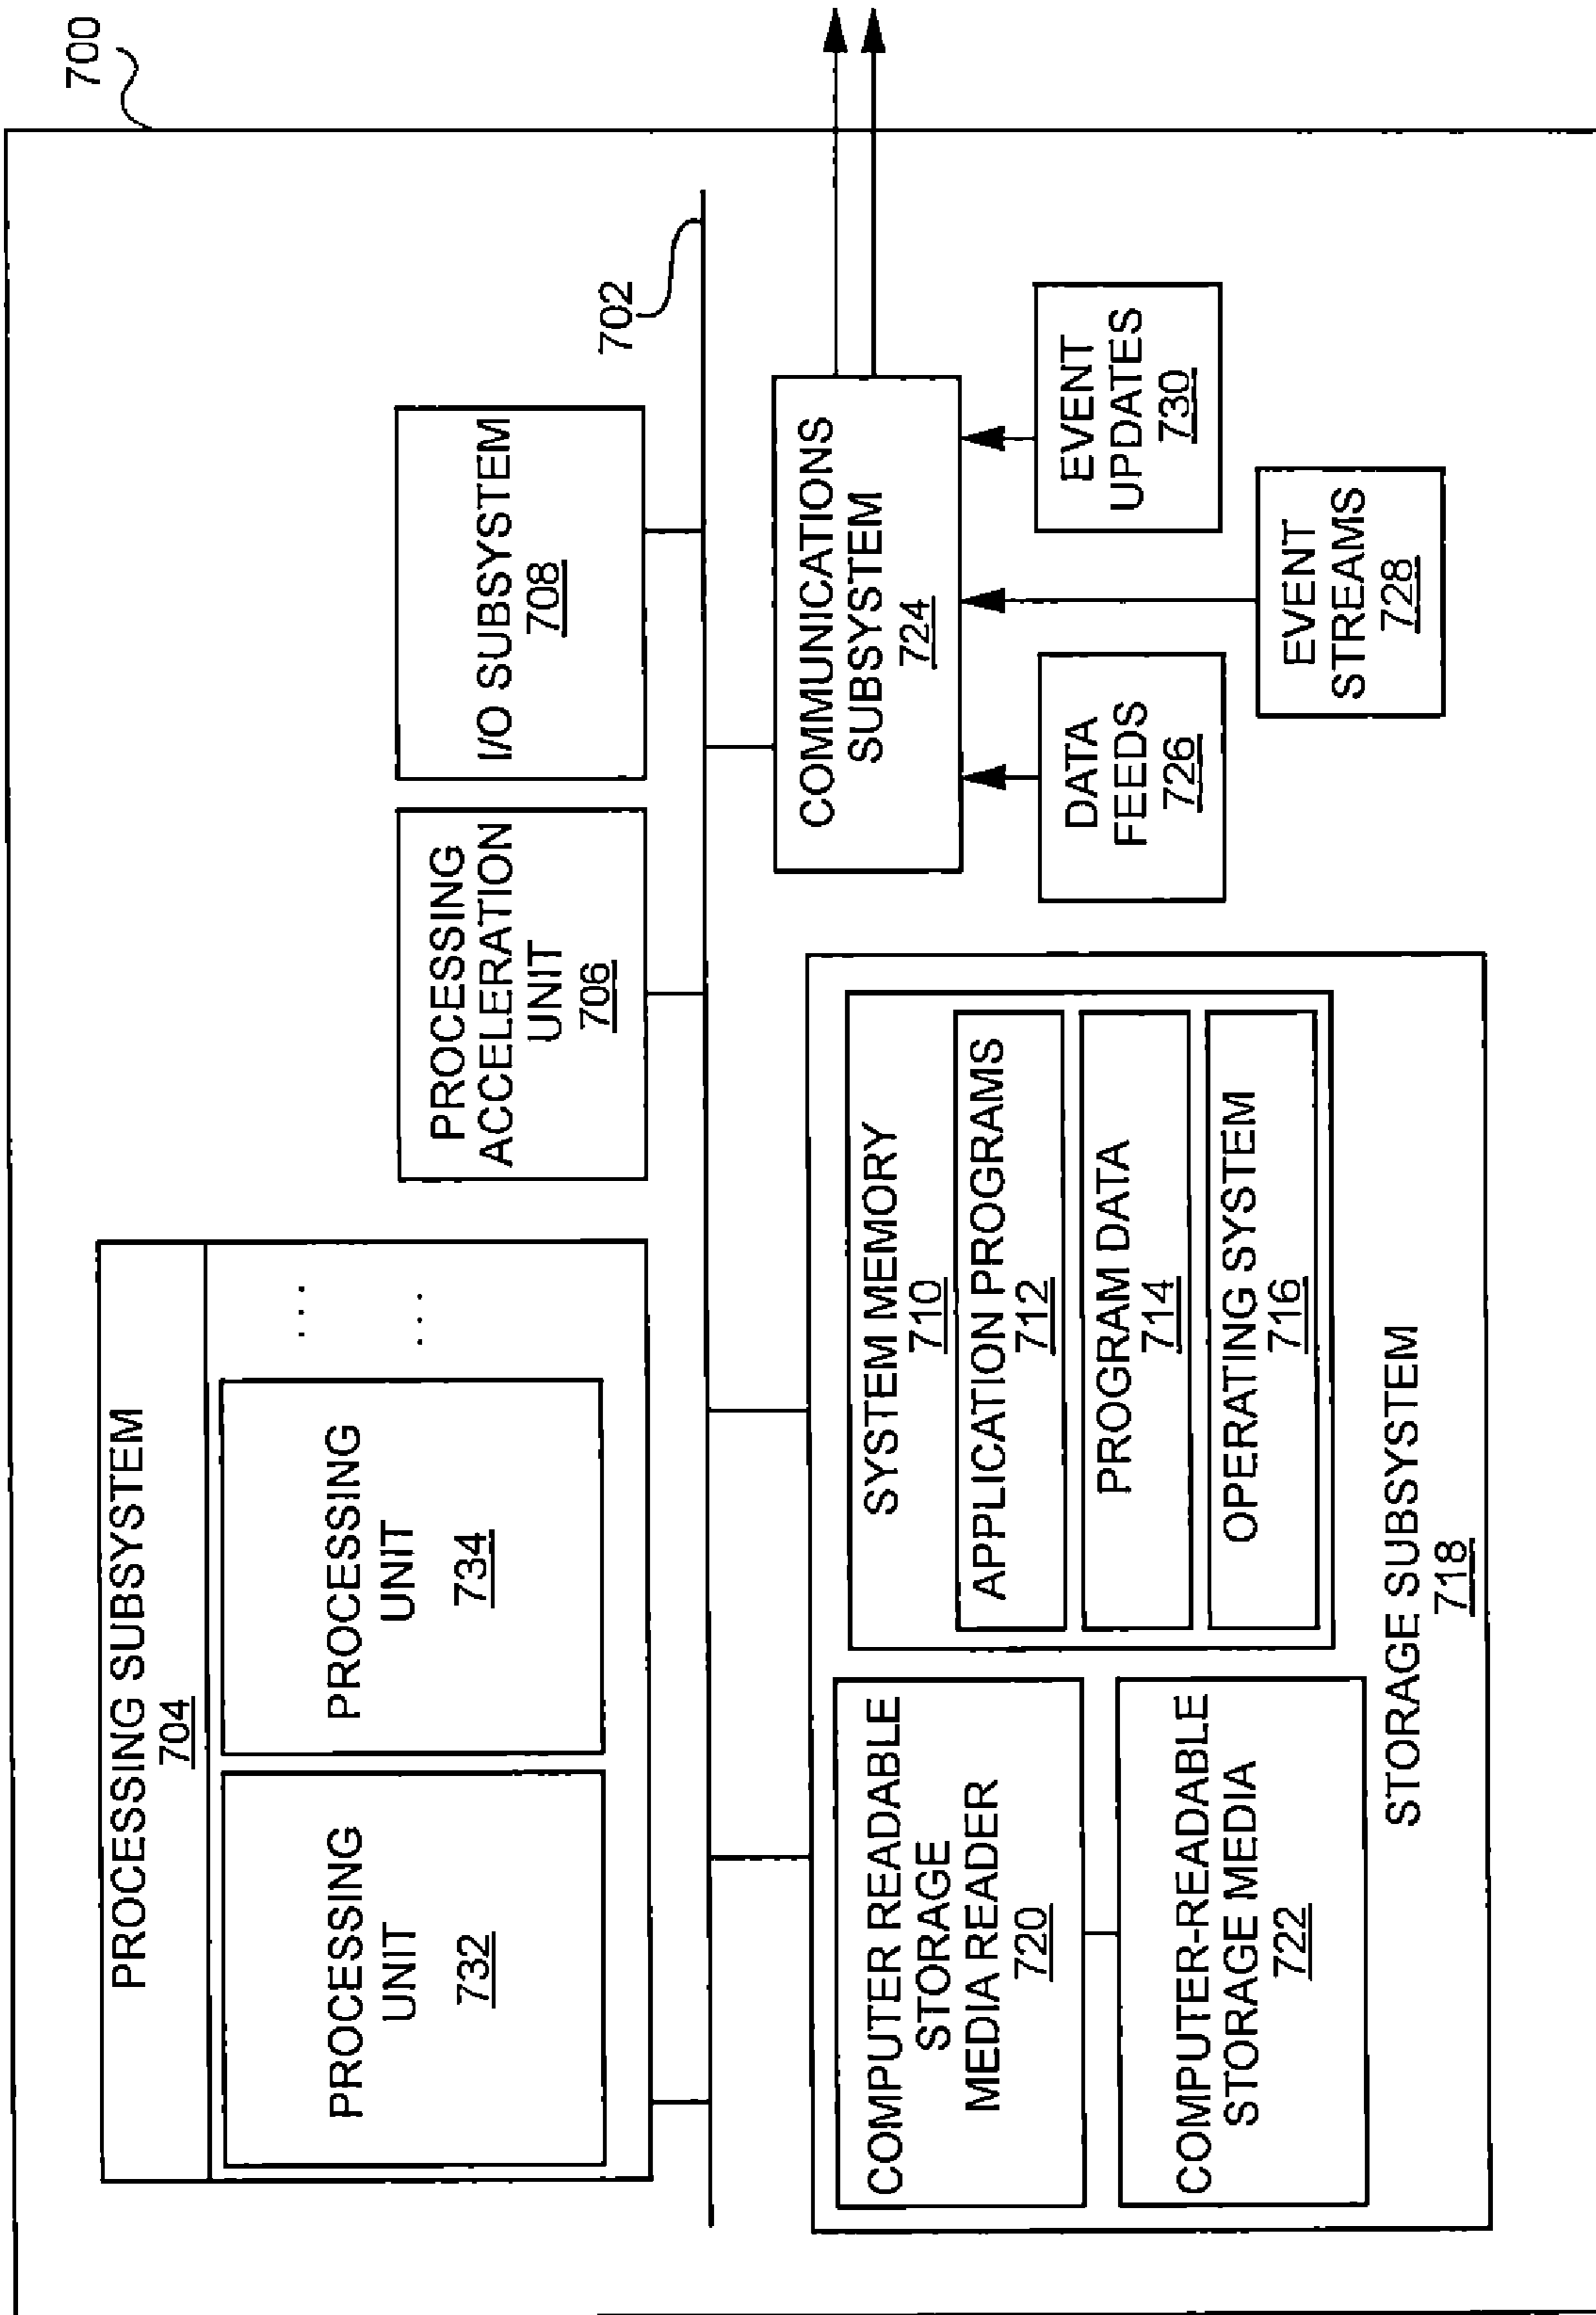 700
PROCESSING SUBSYSTEM
704
PROCESSING
UNIT
732
PROCESSING
UNIT
734
...
...
PROCESSING
ACCELERATION
UNIT
706
I/O SUBSYSTEM
708
702
COMPUTER READABLE
STORAGE
MEDIA READER
720
COMPUTER-READABLE
STORAGE MEDIA
722
SYSTEM MEMORY
710
APPLICATION PROGRAMS
712
PROGRAM DATA
714
OPERATING SYSTEM
716
STORAGE SUBSYSTEM
718
COMMUNICATIONS
SUBSYSTEM
724
DATA
FEEDS
726
EVENT
STREAMS
728
EVENT
UPDATES
730